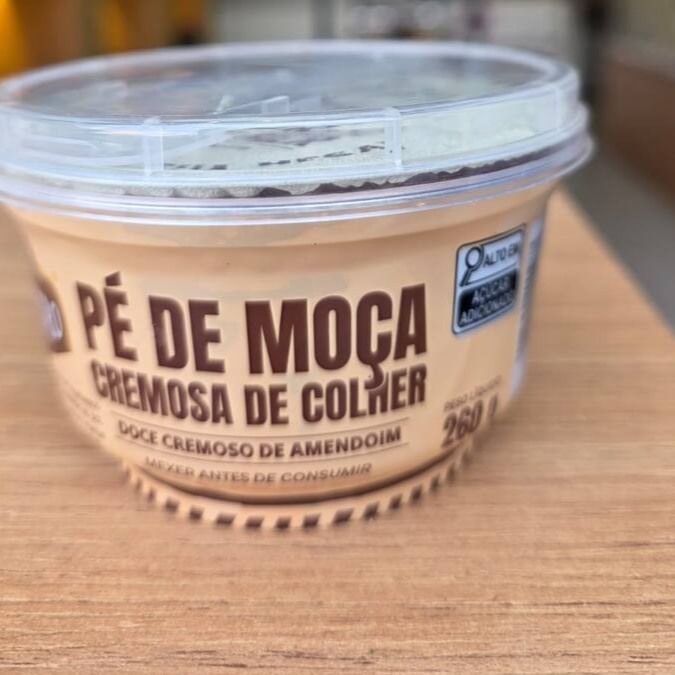 PÉ DE MOÇA
CREMOSA DE COLHER
DOCE CREMOSO DE AMENDOIM
MEXER ANTES DE CONSUMIR
ALTO EM
AÇÚCAR
ADICIONADO
PESO LÍQUIDO
260 g